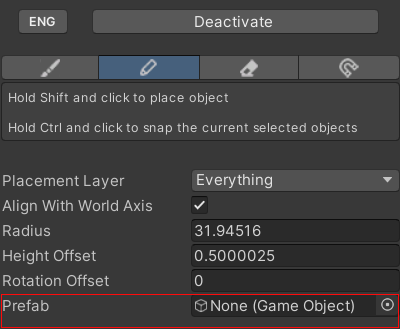 ENG Deactivate
Hold Shift and click to place object
Hold Ctrl and click to snap the current selected objects
Placement Layer Everything
Align With World Axis
Radius 31.94516
Height Offset 0.5000025
Rotation Offset 0
Prefab None (Game Object)